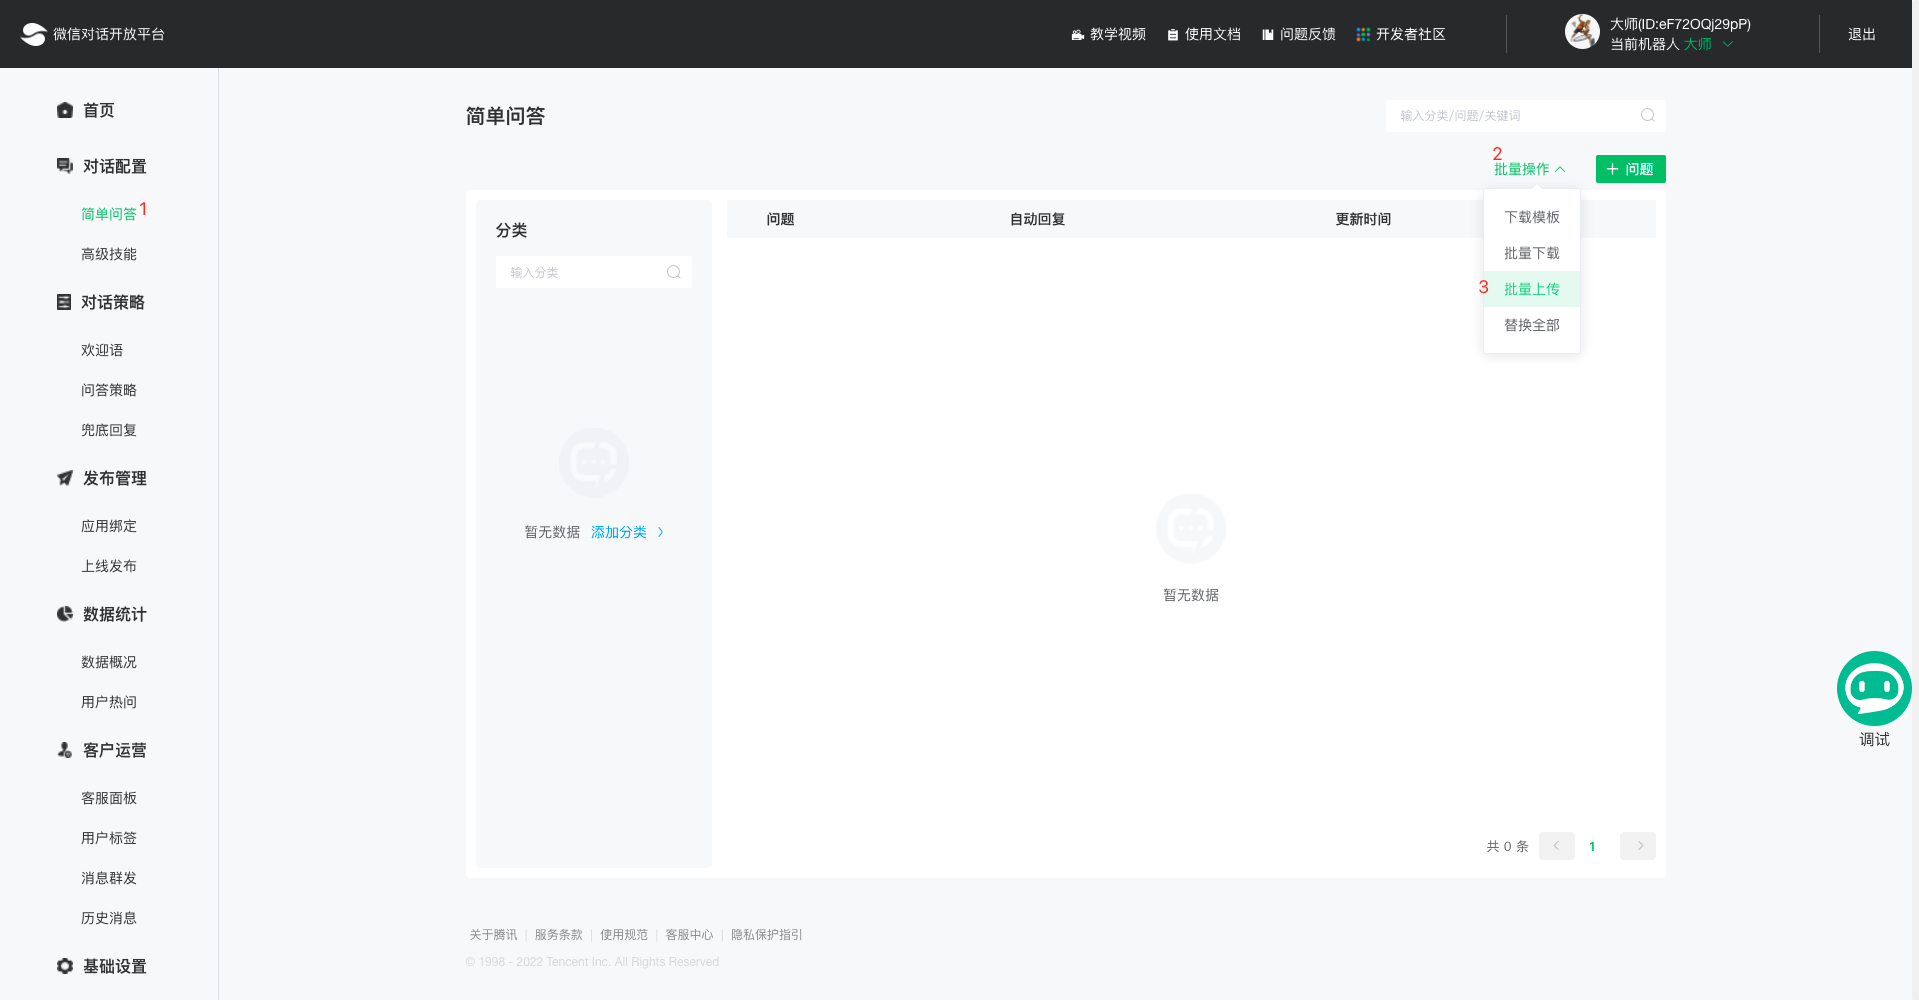 微信对话开放平台
教学视频
使用文档
问题反馈
开发者社区
大师(ID:eF72OQj29pP)
当前机器人 大师
退出
首页
对话配置
简单问答 1
高级技能
对话策略
欢迎语
问答策略
兜底回复
发布管理
应用绑定
上线发布
数据统计
数据概况
用户热问
客户运营
客服面板
用户标签
消息群发
历史消息
基础设置
简单问答
输入分类/问题/关键词
2
批量操作
问题
下载模板
批量下载
3 批量上传
替换全部
分类
输入分类
暂无数据 添加分类
问题 自动回复 更新时间
暂无数据
共 0 条 1
调试
关于腾讯 | 服务条款 | 使用规范 | 客服中心 | 隐私保护指引
© 1998 - 2022 Tencent Inc. All Rights Reserved